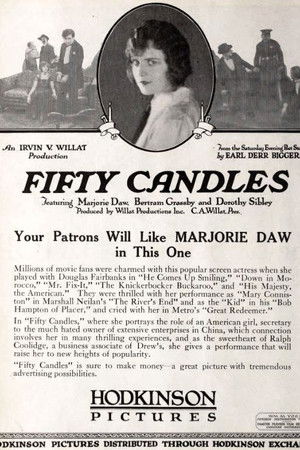 An IRVIN V. WILLAT
Production
From the Saturday Evening Post
by EARL DERR BIGGER
FIFTY CANDLES
Featuring Marjorie Daw, Bertram Grassby and Dorothy Sibley
Produced by Willat Productions Inc. C.A. Willat, Pres.
Your Patrons Will Like MARJORIE DAW
in This One
Millions of movie fans were charmed with this popular screen actress when she
played with Douglas Fairbanks in "He Comes Up Smiling," "Down in Mo-
rocco," "Mr. Fix-It," "The Knickerbocker Buckaroo," and "His Majesty,
the American." They were thrilled with her performance as "Mary Connis-
ton" in Marshall Neilan's "The River's End" and as the "Kid" in his "Bob
Hampton of Placer," and cried with her in Metro's "Great Redeemer."
In "Fifty Candles," where she portrays the role of an American girl, secretary
to the much hated owner of extensive enterprises in China, which connection
involves her in many thrilling experiences, and as the sweetheart of Ralph
Coolidge, a business associate of Drew's, she gives a performance that will
raise her to new heights of popularity.
"Fifty Candles" is sure to make money—a great picture with tremendous
advertising possibilities.
HODKINSON
PICTURES
HODKINSON PICTURES DISTRIBUTED THROUGH HODKINSON EXCHA